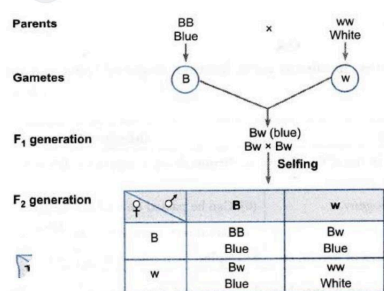 Parents BB × ww
Blue White
Gametes B w
F₁ generation Bw (blue)
Bw × Bw
Selfing
F₂ generation ♀ ♂ B w
B BB Bw
Blue Blue
w Bw ww
Blue White